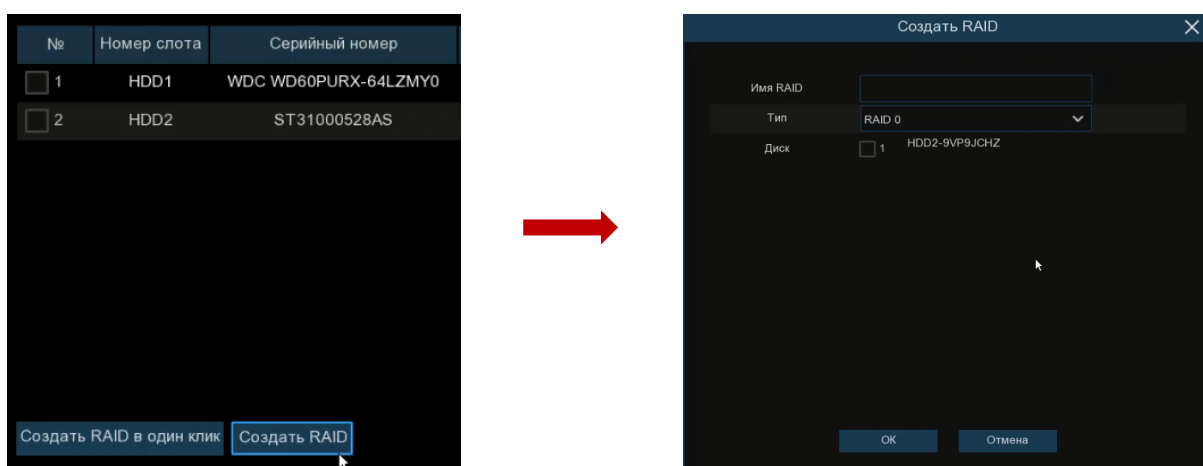 № Номер слота Серийный номер
1 HDD1 WDC WD60PURX-64LZMY0
2 HDD2 ST31000528AS
Создать RAID в один клик Создать RAID
Создать RAID
Имя RAID
Тип RAID 0
Диск 1 HDD2-9VP9JCHZ
OK Отмена